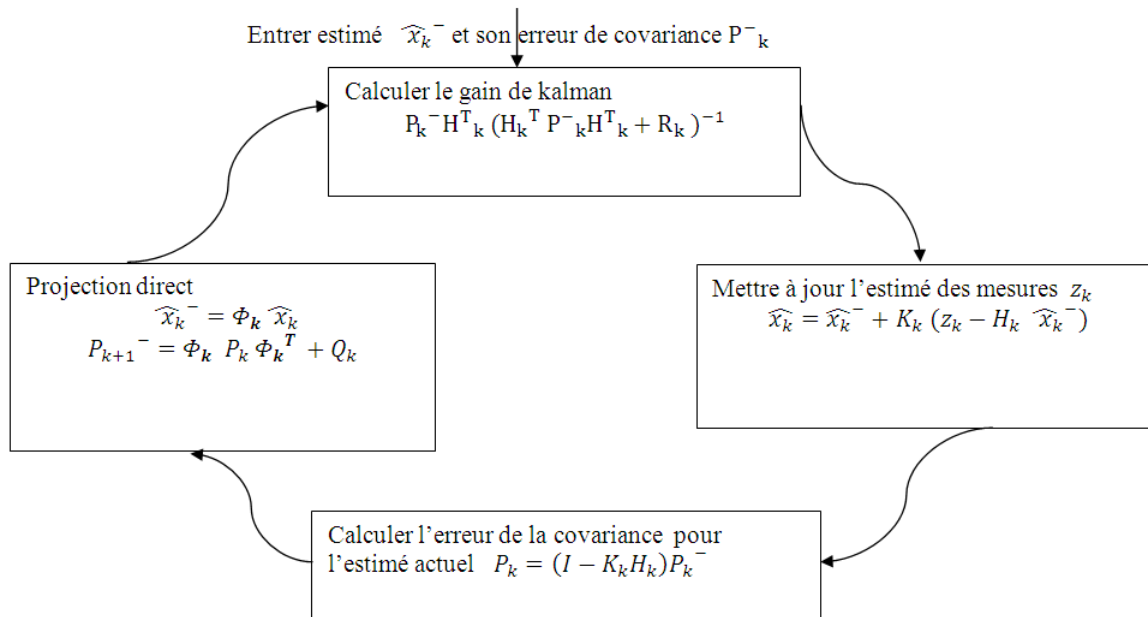 Entrer estimé x̂ₖ⁻ et son erreur de covariance P⁻ₖ
Calculer le gain de kalman
Pₖ⁻Hᵀₖ (Hₖᵀ P⁻ₖHᵀₖ + Rₖ )⁻¹
Projection direct
x̂ₖ⁻ = Φₖ x̂ₖ
Pₖ₊₁⁻ = Φₖ Pₖ Φₖᵀ + Qₖ
Mettre à jour l’estimé des mesures zₖ
x̂ₖ = x̂ₖ⁻ + Kₖ (zₖ − Hₖ x̂ₖ⁻)
Calculer l’erreur de la covariance pour
l’estimé actuel Pₖ = (I − KₖHₖ)Pₖ⁻